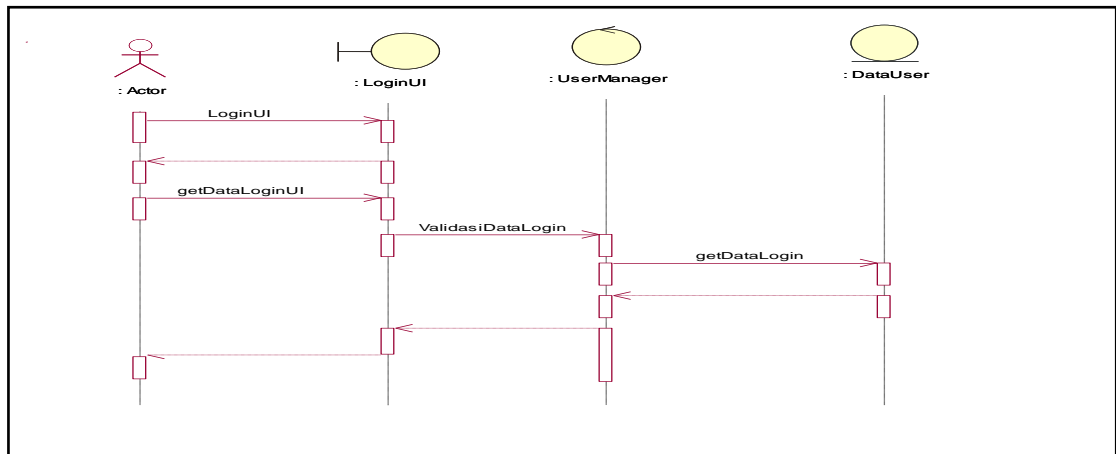 : Actor
: LoginUI
: UserManager
: DataUser
LoginUI
getDataLoginUI
ValidasiDataLogin
getDataLogin